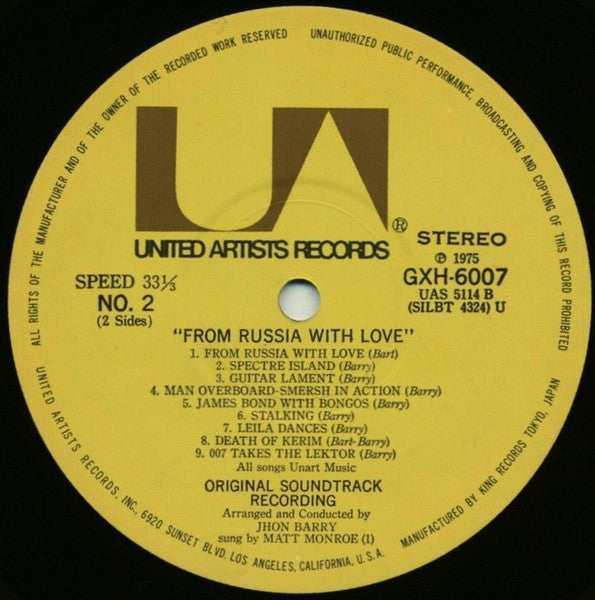 ALL RIGHTS OF THE MANUFACTURER AND OF THE OWNER OF THE RECORDED WORK RESERVED
UNAUTHORIZED PUBLIC PERFORMANCE, BROADCASTING AND COPYING OF THIS RECORD PROHIBITED
UA
®
UNITED ARTISTS RECORDS
STEREO
℗ 1975
GXH-6007
UAS 5114 B
(SILBT 4324) U
SPEED 33⅓
NO. 2
(2 Sides)
"FROM RUSSIA WITH LOVE"
1. FROM RUSSIA WITH LOVE (Bart)
2. SPECTRE ISLAND (Barry)
3. GUITAR LAMENT (Barry)
4. MAN OVERBOARD-SMERSH IN ACTION (Barry)
5. JAMES BOND WITH BONGOS (Barry)
6. STALKING (Barry)
7. LEILA DANCES (Barry)
8. DEATH OF KERIM (Bart-Barry)
9. 007 TAKES THE LEKTOR (Barry)
All songs Unart Music
ORIGINAL SOUNDTRACK
RECORDING
Arranged and Conducted by
JHON BARRY
sung by MATT MONROE (1)
UNITED ARTISTS RECORDS, INC., 6920 SUNSET BLVD. LOS ANGELES, CALIFORNIA, U.S.A.
MANUFACTURED BY KING RECORDS TOKYO, JAPAN